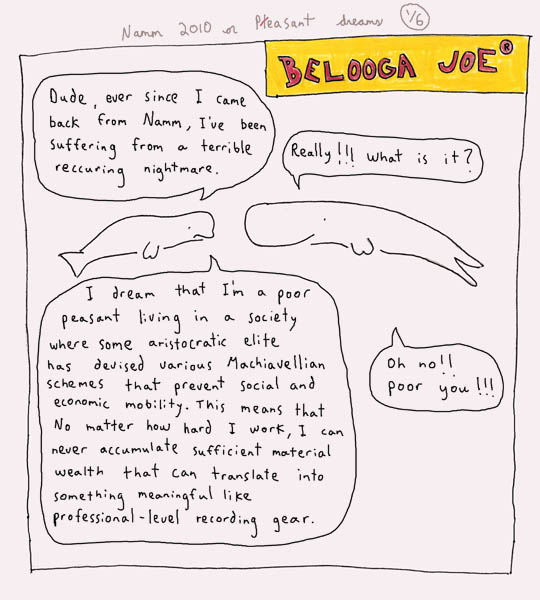 Namm 2010 or Peasant dreams 1/6
BELOOGA JOE®
Dude, ever since I came
back from Namm, I've been
suffering from a terrible
reccuring nightmare.
Really!!! What is it?
I dream that I'm a poor
peasant living in a society
where some aristocratic elite
has devised various Machiavellian
schemes that prevent social and
economic mobility. This means that
No matter how hard I work, I can
never accumulate sufficient material
wealth that can translate into
something meaningful like
professional-level recording gear.
Oh no!!
poor you!!!